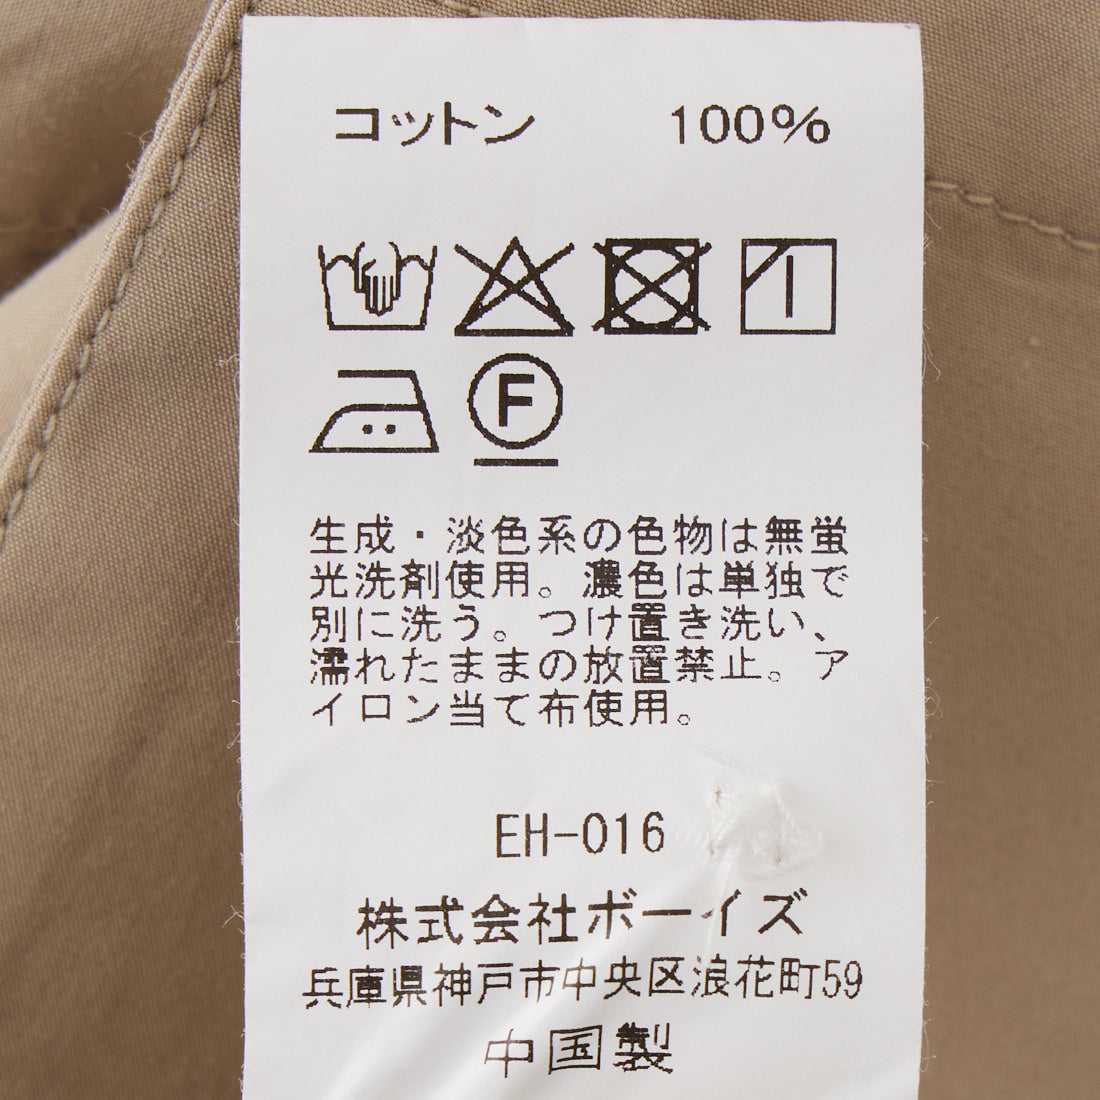 コットン 100%
F
生成・淡色系の色物は無蛍
光洗剤使用。濃色は単独で
別に洗う。つけ置き洗い、
濡れたままの放置禁止。ア
イロン当て布使用。
EH-016
株式会社ボーイズ
兵庫県神戸市中央区浪花町59
中国製